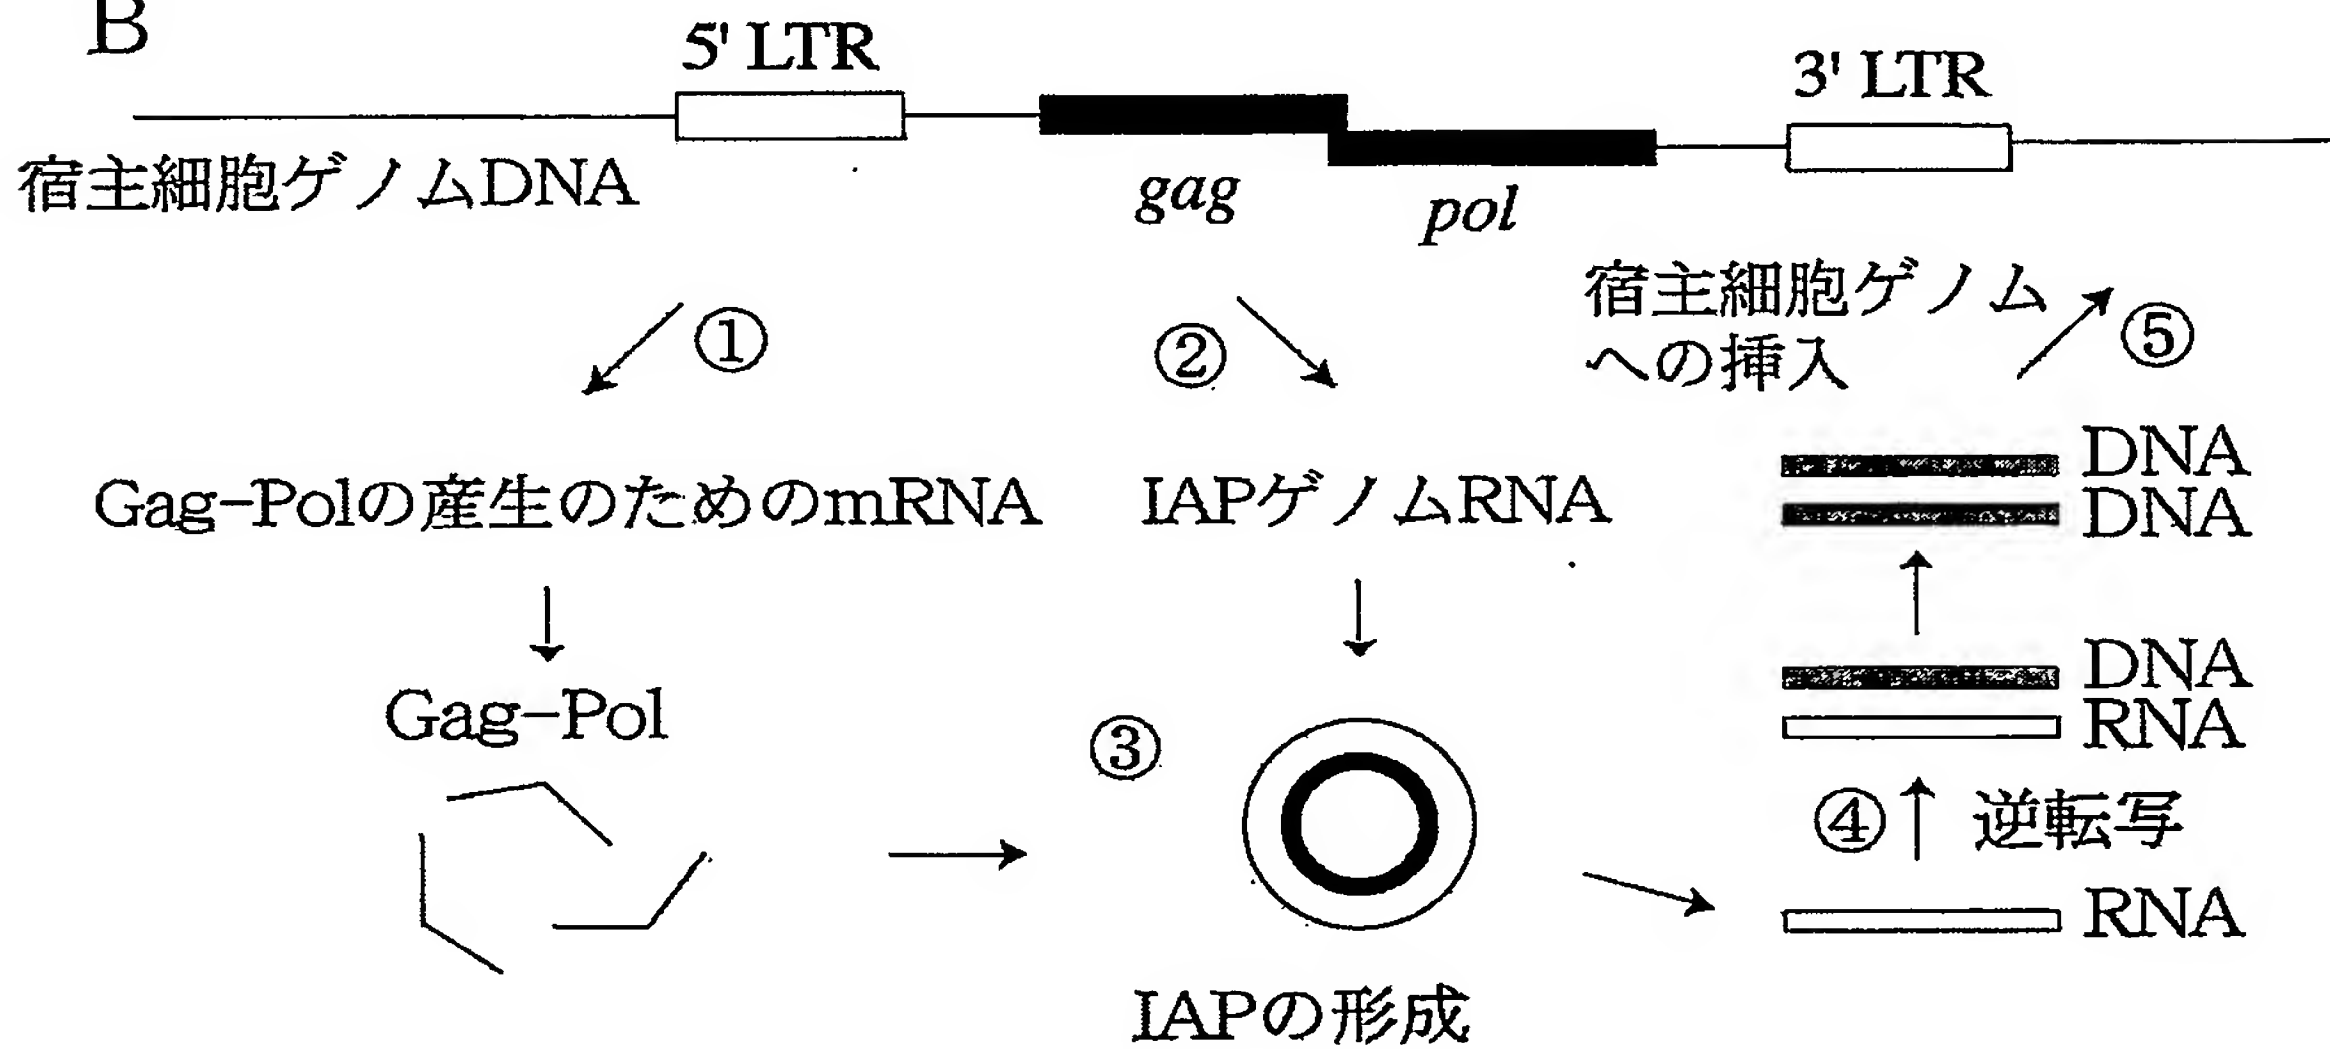 B
5' LTR
3' LTR
宿主細胞ゲノムDNA
gag
pol
宿主細胞ゲノム
への挿入
①
②
⑤
Gag-Polの産生のためのmRNA
IAPゲノムRNA
DNA
DNA
Gag-Pol
③
DNA
RNA
④
逆転写
RNA
IAPの形成